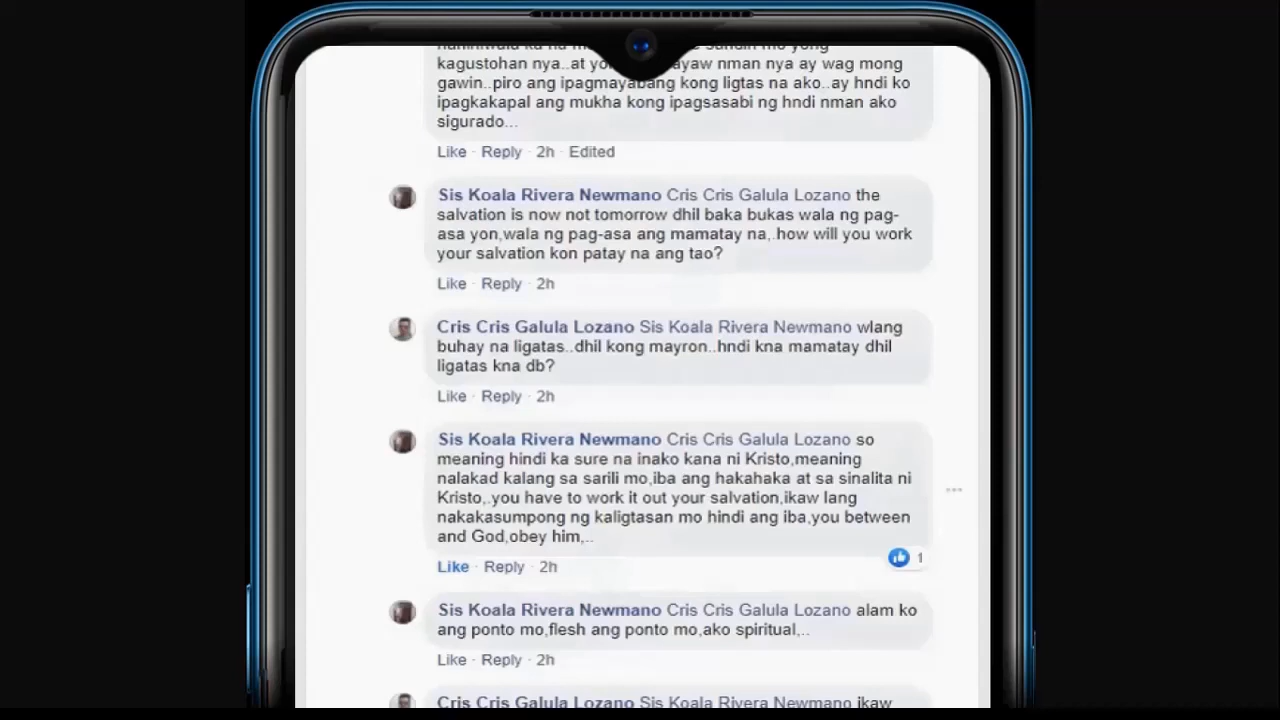 kagustohan nya..at ayaw nman nya ay wag mong
gawin..piro ang ipagmayabang kong ligtas na ako..ay hndi ko
ipagkakapal ang mukha kong ipagsasabi ng hndi nman ako
sigurado...
Like · Reply · 2h · Edited
Sis Koala Rivera Newmano Cris Cris Galula Lozano the
salvation is now not tomorrow dhil baka bukas wala ng pag-
asa yon,wala ng pag-asa ang mamatay na,.how will you work
your salvation kon patay na ang tao?
Like · Reply · 2h
Cris Cris Galula Lozano Sis Koala Rivera Newmano wlang
buhay na ligatas..dhil kong mayron..hndi kna mamatay dhil
ligatas kna db?
Like · Reply · 2h
Sis Koala Rivera Newmano Cris Cris Galula Lozano so
meaning hindi ka sure na inako kana ni Kristo,meaning
nalakad kalang sa sarili mo,iba ang hakahaka at sa sinalita ni
Kristo,.you have to work it out your salvation,ikaw lang
nakakasumpong ng kaligtasan mo hindi ang iba,you between
and God,obey him,..
1
Like · Reply · 2h
Sis Koala Rivera Newmano Cris Cris Galula Lozano alam ko
ang ponto mo,flesh ang ponto mo,ako spiritual,..
Like · Reply · 2h
Cris Cris Galula Lozano Sis Koala Rivera Newmano ikaw